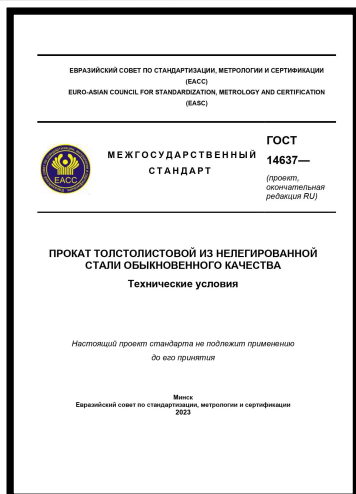 ЕВРАЗИЙСКИЙ СОВЕТ ПО СТАНДАРТИЗАЦИИ, МЕТРОЛОГИИ И СЕРТИФИКАЦИИ
(ЕАСС)
EURO-ASIAN COUNCIL FOR STANDARDIZATION, METROLOGY AND CERTIFICATION
(EASC)
МЕЖГОСУДАРСТВЕННЫЙ
СТАНДАРТ
ГОСТ
14637—
(проект,
окончательная
редакция RU)
ЕАСС
ПРОКАТ ТОЛСТОЛИСТОВОЙ ИЗ НЕЛЕГИРОВАННОЙ
СТАЛИ ОБЫКНОВЕННОГО КАЧЕСТВА
Технические условия
Настоящий проект стандарта не подлежит применению
до его принятия
Минск
Евразийский совет по стандартизации, метрологии и сертификации
2023